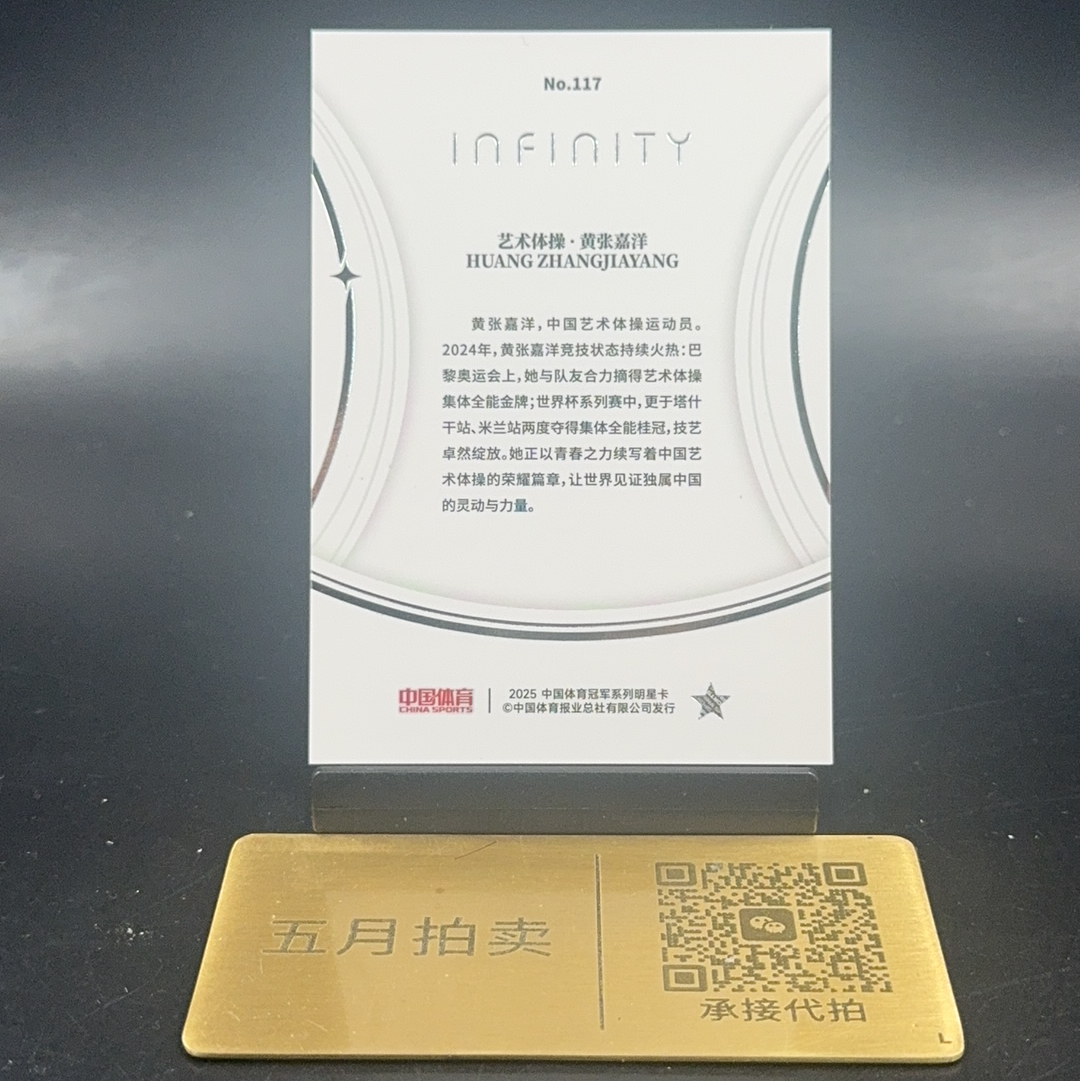 No.117
INFINITY
艺术体操·黄张嘉洋
HUANG ZHANGJIAYANG
黄张嘉洋，中国艺术体操运动员。
2024年，黄张嘉洋竞技状态持续火热：巴
黎奥运会上，她与队友合力摘得艺术体操
集体全能金牌；世界杯系列赛中，更于塔什
干站、米兰站两度夺得集体全能桂冠，技艺
卓然绽放。她正以青春之力续写着中国艺
术体操的荣耀篇章，让世界见证独属中国
的灵动与力量。
中国体育
CHINA SPORTS
2025 中国体育冠军系列明星卡
©中国体育报业总社有限公司发行
五月拍卖
承接代拍
L